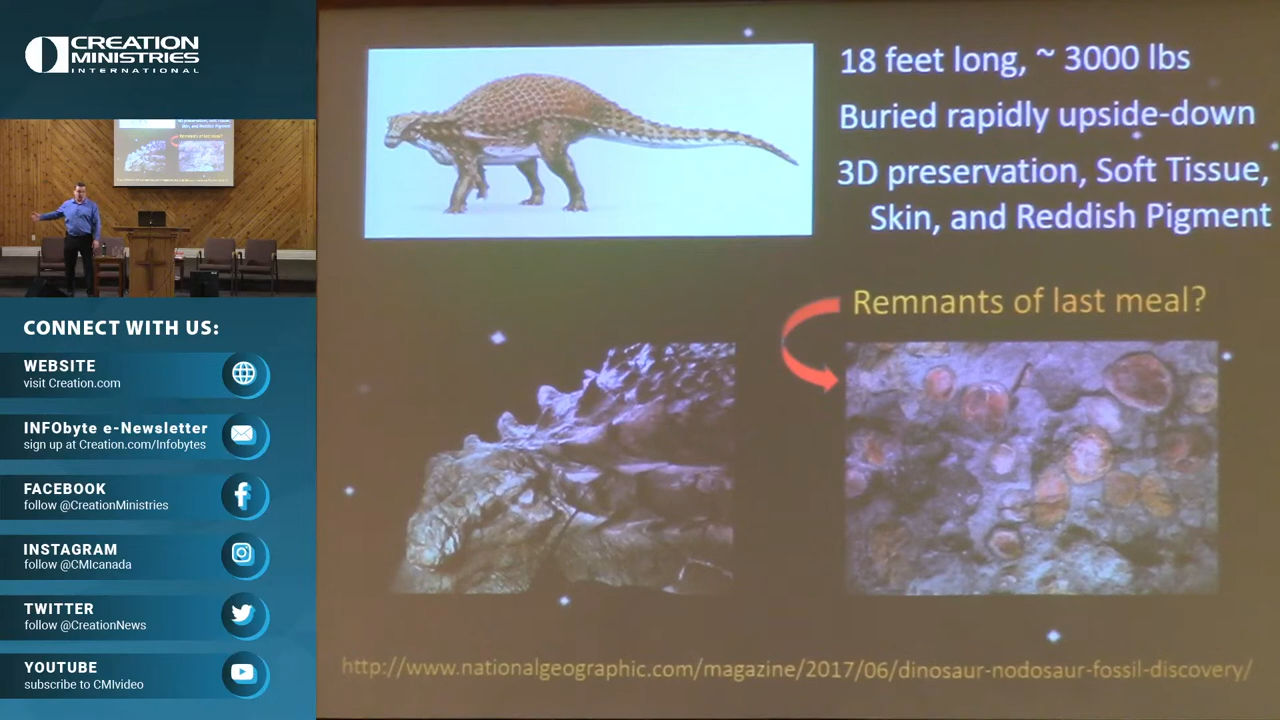 CREATION
MINISTRIES
INTERNATIONAL
CONNECT WITH US:
WEBSITE
visit Creation.com
INFObyte e-Newsletter
sign up at Creation.com/Infobytes
FACEBOOK
follow @CreationMinistries
INSTAGRAM
follow @CMIcanada
TWITTER
follow @CreationNews
YOUTUBE
subscribe to CMIvideo
18 feet long, ~ 3000 lbs
Buried rapidly upside-down
3D preservation, Soft Tissue,
Skin, and Reddish Pigment
Remnants of last meal?
http://www.nationalgeographic.com/magazine/2017/06/dinosaur-nodosaur-fossil-discovery/